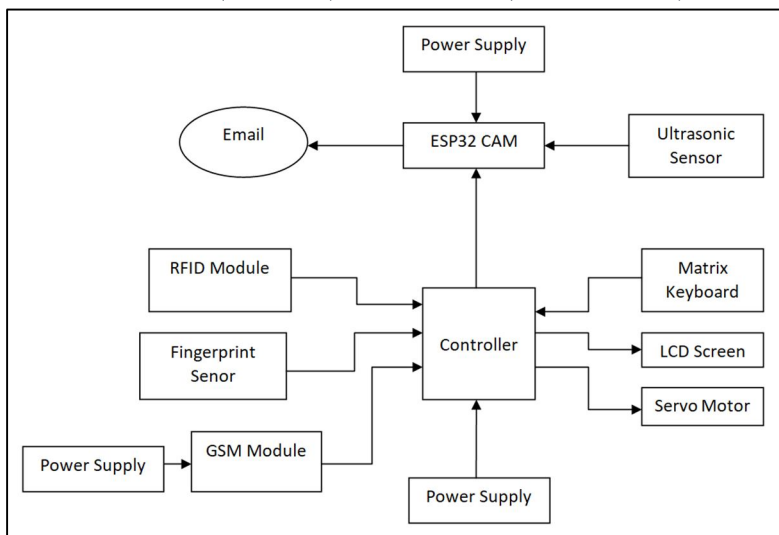 Power Supply
Email
ESP32 CAM
Ultrasonic
Sensor
RFID Module
Matrix
Keyboard
Controller
Fingerprint
Senor
LCD Screen
Servo Motor
GSM Module
Power Supply
Power Supply